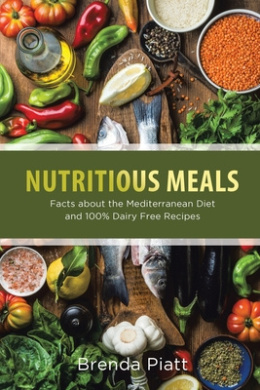 NUTRITIOUS MEALS
Facts about the Mediterranean Diet
and 100% Dairy Free Recipes
Brenda Piatt